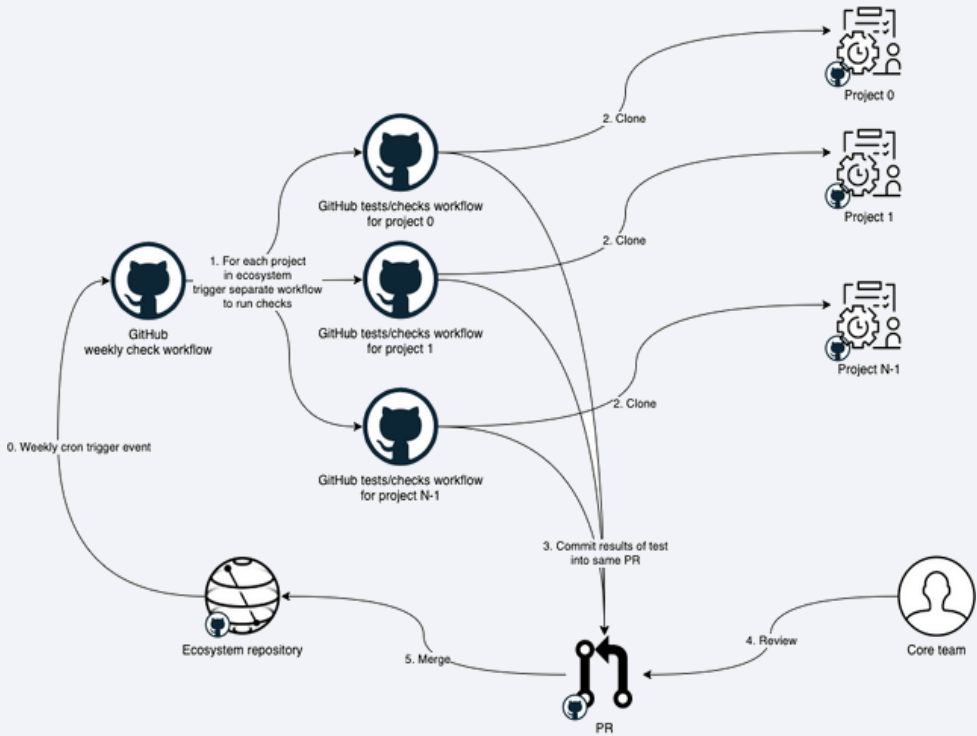 Project 0
2. Clone
GitHub tests/checks workflow
for project 0
Project 1
2. Clone
1. For each project
in ecosystem
trigger separate workflow
to run checks
GitHub
weekly check workflow
GitHub tests/checks workflow
for project 1
Project N-1
2. Clone
0. Weekly cron trigger event
GitHub tests/checks workflow
for project N-1
3. Commit results of test
into same PR
Ecosystem repository
5. Merge
4. Review
Core team
PR